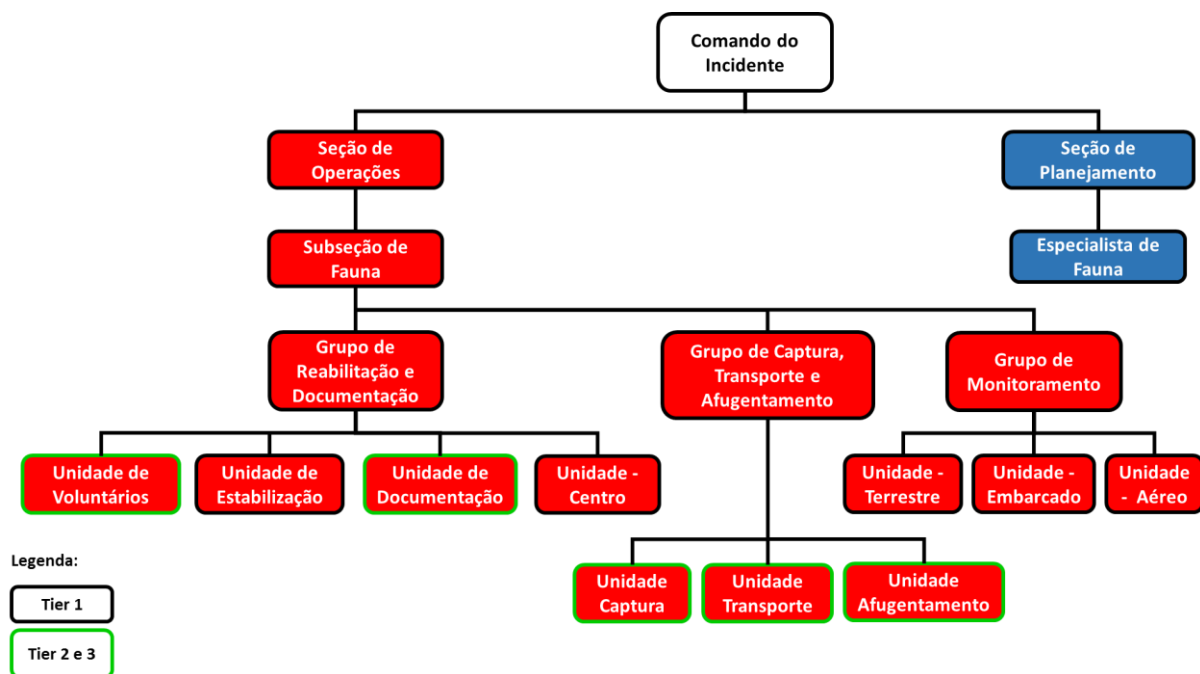 Comando do
Incidente
Seção de
Operações
Seção de
Planejamento
Subseção de
Fauna
Especialista de
Fauna
Grupo de
Reabilitação e
Documentação
Grupo de Captura,
Transporte e
Afugentamento
Grupo de
Monitoramento
Unidade de
Voluntários
Unidade de
Estabilização
Unidade de
Documentação
Unidade -
Centro
Unidade -
Terrestre
Unidade -
Embarcado
Unidade
- Aéreo
Unidade
Captura
Unidade
Transporte
Unidade
Afugentamento
Legenda:
Tier 1
Tier 2 e 3